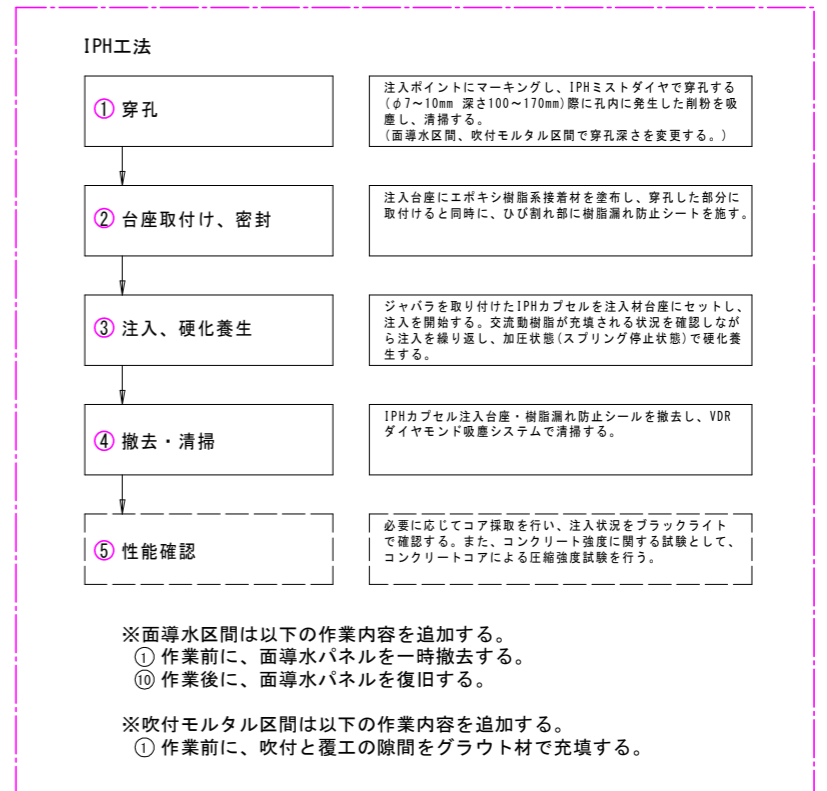 IPH工法
① 穿孔
注入ポイントにマーキングし、IPHミストダイヤで穿孔する
(φ7～10mm 深さ100～170mm)際に孔内に発生した削粉を吸
塵し、清掃する。
(面導水区間、吹付モルタル区間で穿孔深さを変更する。)
② 台座取付け、密封
注入台座にエポキシ樹脂系接着材を塗布し、穿孔した部分に
取付けると同時に、ひび割れ部に樹脂漏れ防止シートを施す。
③ 注入、硬化養生
ジャバラを取り付けたIPHカプセルを注入材台座にセットし、
注入を開始する。交流動樹脂が充填される状況を確認しなが
ら注入を繰り返し、加圧状態(スプリング停止状態)で硬化養
生する。
④ 撤去・清掃
IPHカプセル注入台座・樹脂漏れ防止シールを撤去し、VDR
ダイヤモンド吸塵システムで清掃する。
⑤ 性能確認
必要に応じてコア採取を行い、注入状況をブラックライト
で確認する。また、コンクリート強度に関する試験として、
コンクリートコアによる圧縮強度試験を行う。
※面導水区間は以下の作業内容を追加する。
① 作業前に、面導水パネルを一時撤去する。
⑩ 作業後に、面導水パネルを復旧する。
※吹付モルタル区間は以下の作業内容を追加する。
① 作業前に、吹付と覆工の隙間をグラウト材で充填する。